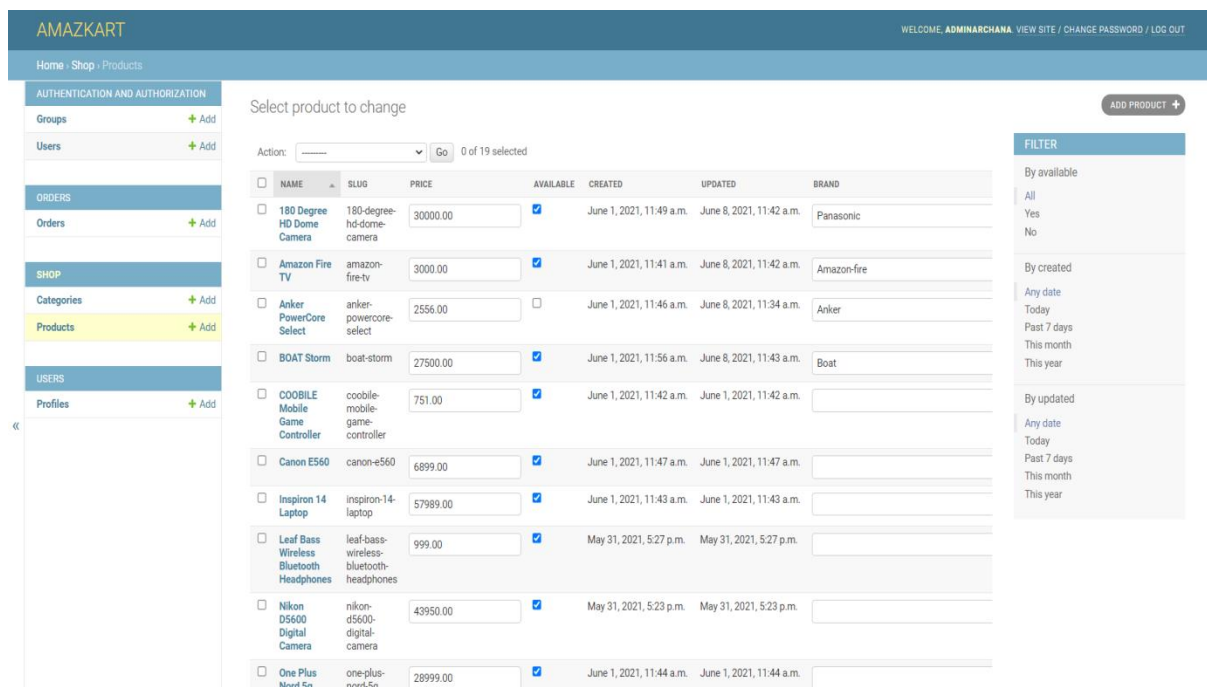 AMAZKART
WELCOME, ADMINARCHANA. VIEW SITE / CHANGE PASSWORD / LOG OUT
Home › Shop › Products
AUTHENTICATION AND AUTHORIZATION
Groups + Add
Users + Add
ORDERS
Orders + Add
SHOP
Categories + Add
Products + Add
USERS
Profiles + Add
«
Select product to change
ADD PRODUCT +
Action: --------- Go 0 of 19 selected
NAME SLUG PRICE AVAILABLE CREATED UPDATED BRAND
180 Degree 180-degree- 30000.00 June 1, 2021, 11:49 a.m. June 8, 2021, 11:42 a.m. Panasonic
HD Dome hd-dome-
Camera camera
Amazon Fire amazon- 3000.00 June 1, 2021, 11:41 a.m. June 8, 2021, 11:42 a.m. Amazon-fire
TV fire-tv
Anker anker- 2556.00 June 1, 2021, 11:46 a.m. June 8, 2021, 11:34 a.m. Anker
PowerCore powercore-
Select select
BOAT Storm boat-storm 27500.00 June 1, 2021, 11:56 a.m. June 8, 2021, 11:43 a.m. Boat
COOBILE coobile- 751.00 June 1, 2021, 11:42 a.m. June 1, 2021, 11:42 a.m.
Mobile mobile-
Game game-
Controller controller
Canon E560 canon-e560 6899.00 June 1, 2021, 11:47 a.m. June 1, 2021, 11:47 a.m.
Inspiron 14 inspiron-14- 57989.00 June 1, 2021, 11:43 a.m. June 1, 2021, 11:43 a.m.
Laptop laptop
Leaf Bass leaf-bass- 999.00 May 31, 2021, 5:27 p.m. May 31, 2021, 5:27 p.m.
Wireless wireless-
Bluetooth bluetooth-
Headphones headphones
Nikon nikon- 43950.00 May 31, 2021, 5:23 p.m. May 31, 2021, 5:23 p.m.
D5600 d5600-
Digital digital-
Camera camera
One Plus one-plus- 28999.00 June 1, 2021, 11:44 a.m. June 1, 2021, 11:44 a.m.
Nord 5g nord-5g
FILTER
By available
All
Yes
No
By created
Any date
Today
Past 7 days
This month
This year
By updated
Any date
Today
Past 7 days
This month
This year